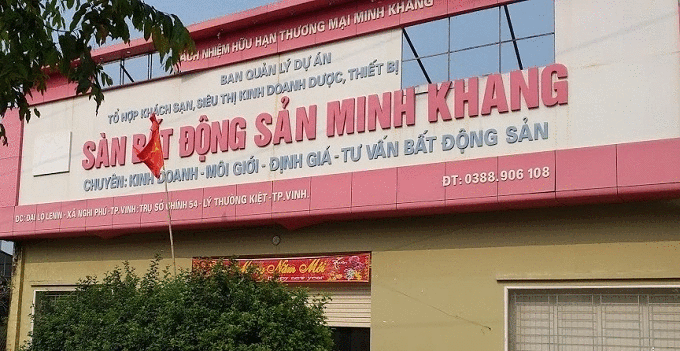 TRÁCH NHIỆM HỮU HẠN THƯƠNG MẠI MINH KHANG
BAN QUẢN LÝ DỰ ÁN
TỔ HỢP KHÁCH SẠN, SIÊU THỊ KINH DOANH DƯỢC, THIẾT BỊ
SÀN BẤT ĐỘNG SẢN MINH KHANG
CHUYÊN: KINH DOANH - MÔI GIỚI - ĐỊNH GIÁ - TƯ VẤN BẤT ĐỘNG SẢN
ĐT: 0388.906 108
ĐC: ĐẠI LỘ LÊNIN - XÃ NGHI PHÚ - TP.VINH; TRỤ SỞ CHÍNH 54 - LÝ THƯỜNG KIỆT - TP.VINH
Năm Mới